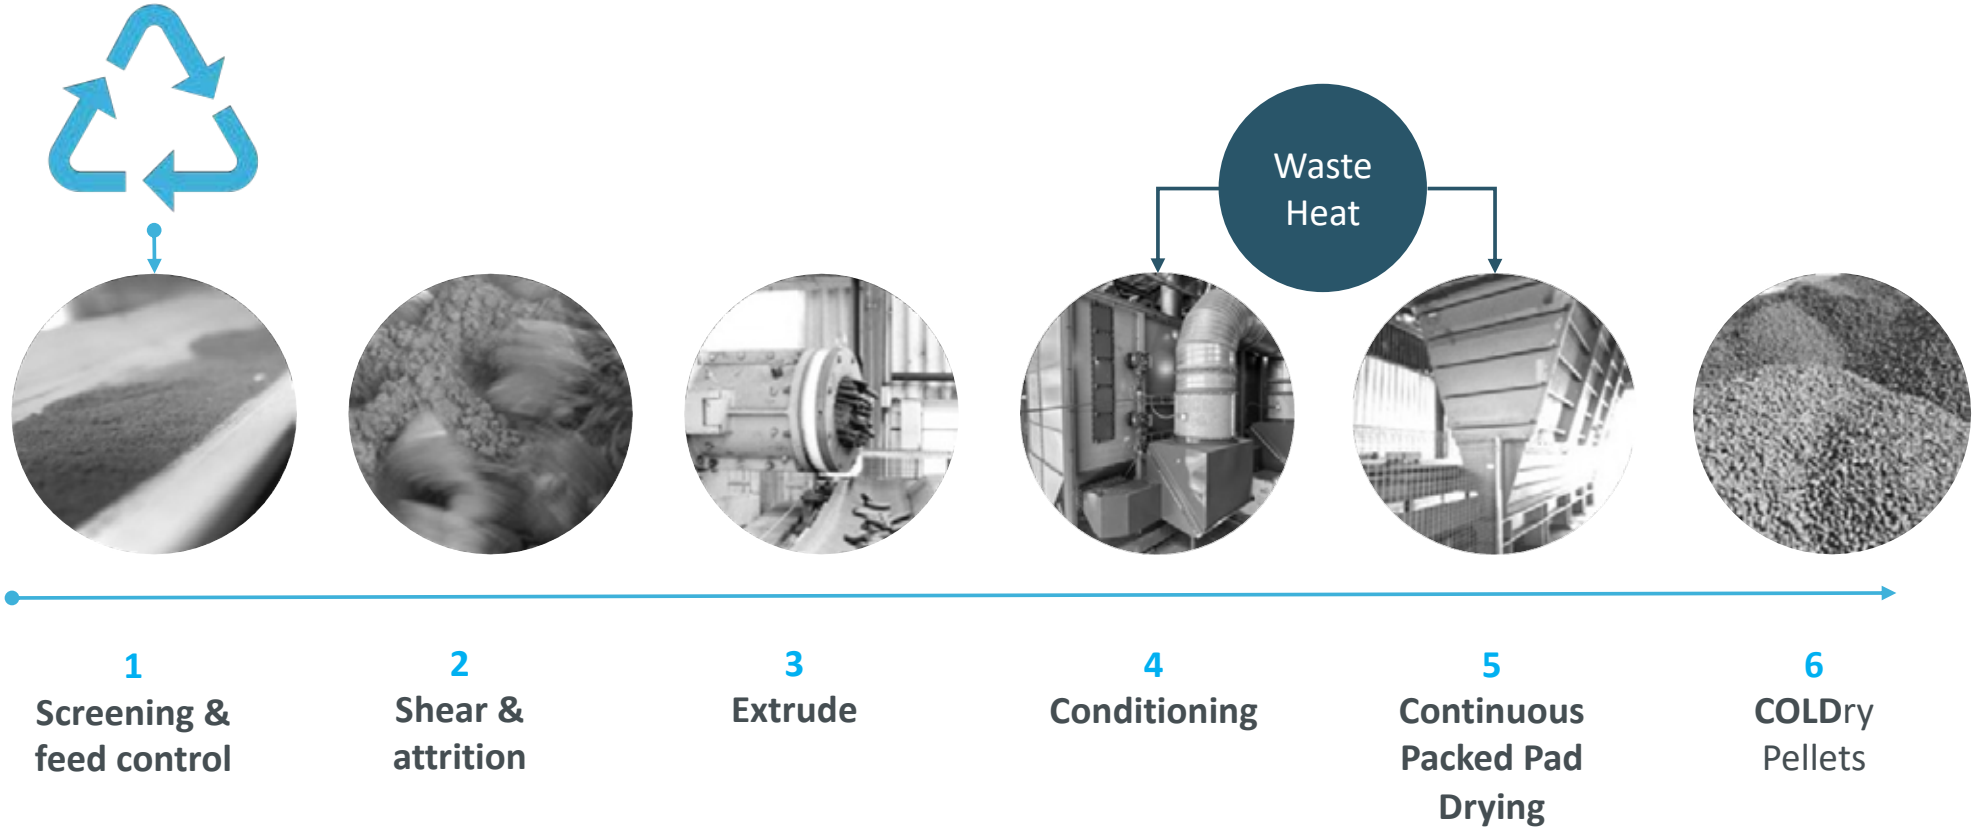 Waste
Heat
1
Screening &
feed control
2
Shear &
attrition
3
Extrude
4
Conditioning
5
Continuous
Packed Pad
Drying
6
COLDry
Pellets